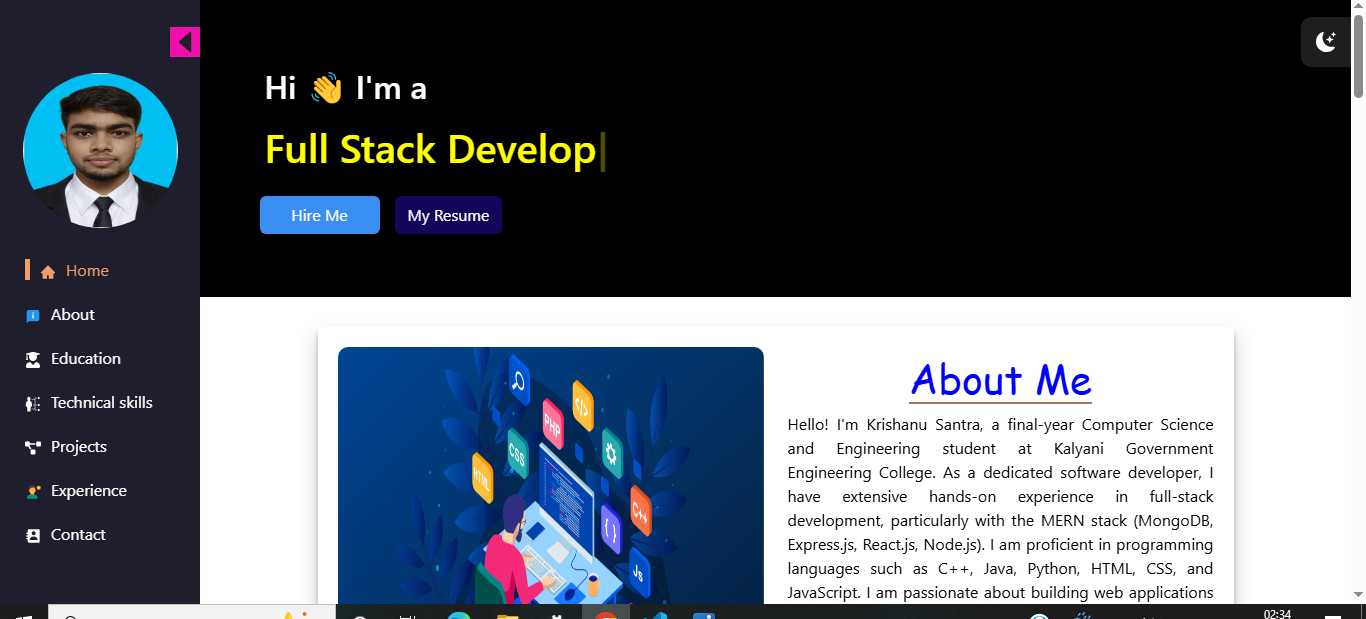 Hi 👋 I'm a
Full Stack Develop
Hire Me
My Resume
Home
About
Education
Technical skills
Projects
Experience
Contact
About Me
Hello! I'm Krishanu Santra, a final-year Computer Science
and Engineering student at Kalyani Government
Engineering College. As a dedicated software developer, I
have extensive hands-on experience in full-stack
development, particularly with the MERN stack (MongoDB,
Express.js, React.js, Node.js). I am proficient in programming
languages such as C++, Java, Python, HTML, CSS, and
JavaScript. I am passionate about building web applications
</>
PHP
CSS
HTML
C++
{ }
JS
02:34